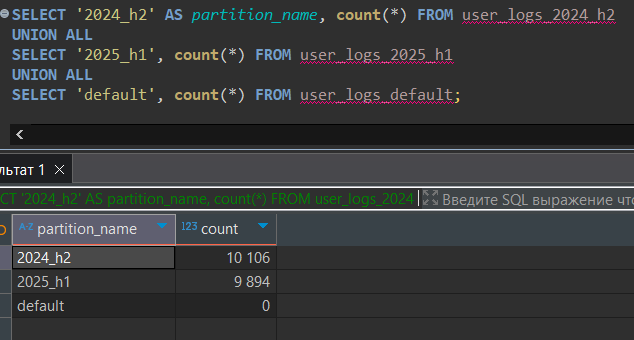 SELECT '2024_h2' AS partition_name, count(*) FROM user_logs_2024_h2
UNION ALL
SELECT '2025_h1', count(*) FROM user_logs_2025_h1
UNION ALL
SELECT 'default', count(*) FROM user_logs_default;
льтат 1
CT '2024_h2' AS partition_name, count(*) FROM user_logs_2024 Введите SQL выражение что
A-Z partition_name 123 count
2024_h2 10 106
2025_h1 9 894
default 0